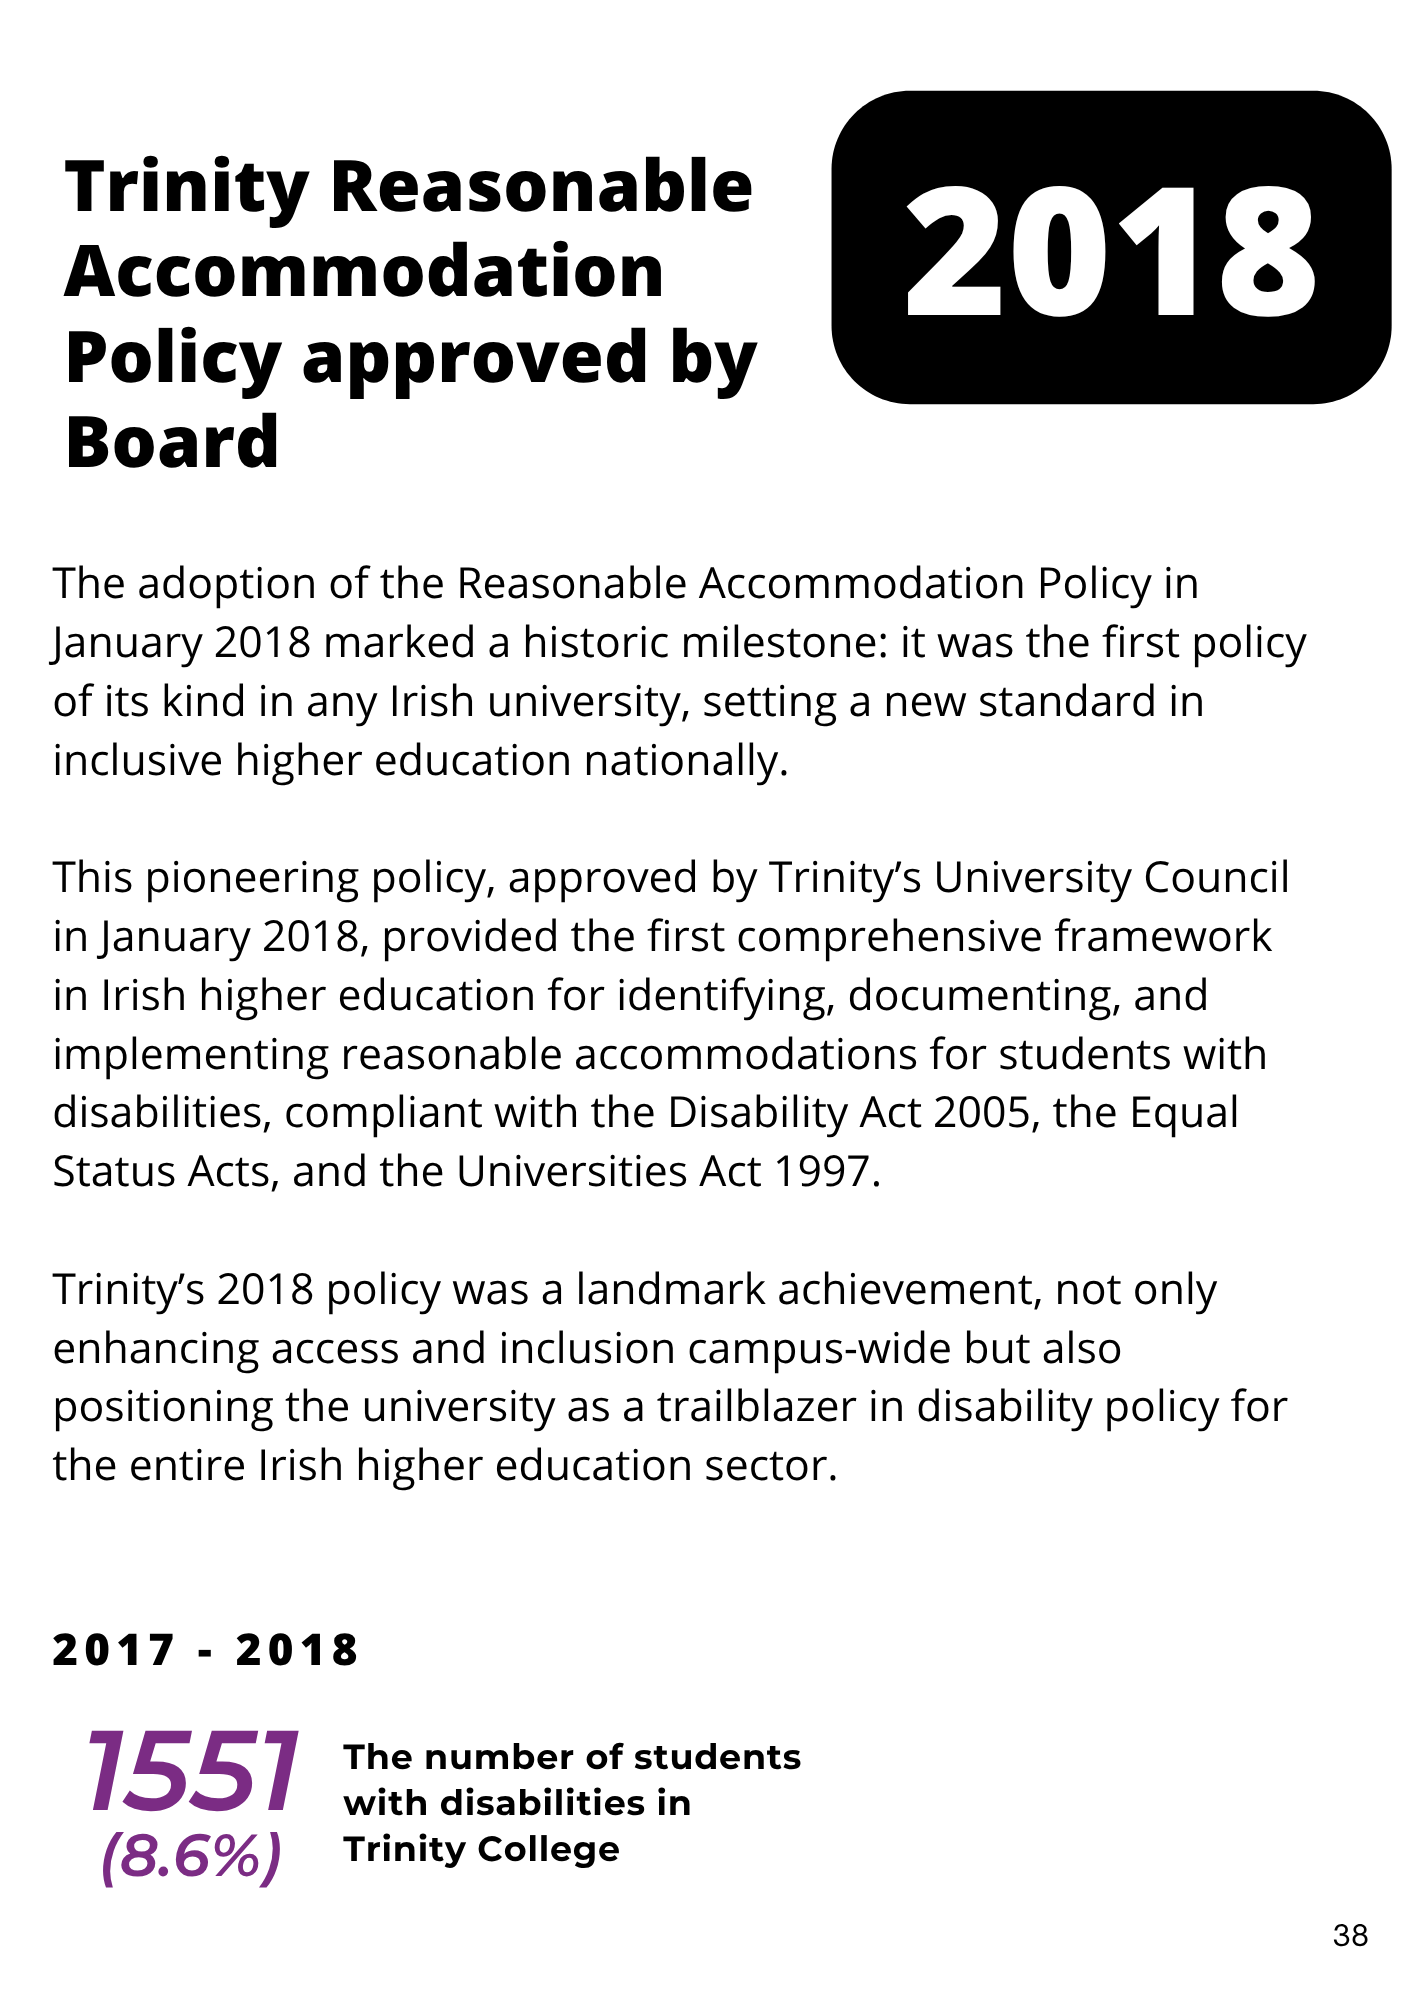 Trinity Reasonable
Accommodation
Policy approved by
Board
2018
The adoption of the Reasonable Accommodation Policy in
January 2018 marked a historic milestone: it was the first policy
of its kind in any Irish university, setting a new standard in
inclusive higher education nationally.
This pioneering policy, approved by Trinity’s University Council
in January 2018, provided the first comprehensive framework
in Irish higher education for identifying, documenting, and
implementing reasonable accommodations for students with
disabilities, compliant with the Disability Act 2005, the Equal
Status Acts, and the Universities Act 1997.
Trinity’s 2018 policy was a landmark achievement, not only
enhancing access and inclusion campus-wide but also
positioning the university as a trailblazer in disability policy for
the entire Irish higher education sector.
2017 - 2018
1551
(8.6%)
The number of students
with disabilities in
Trinity College
38